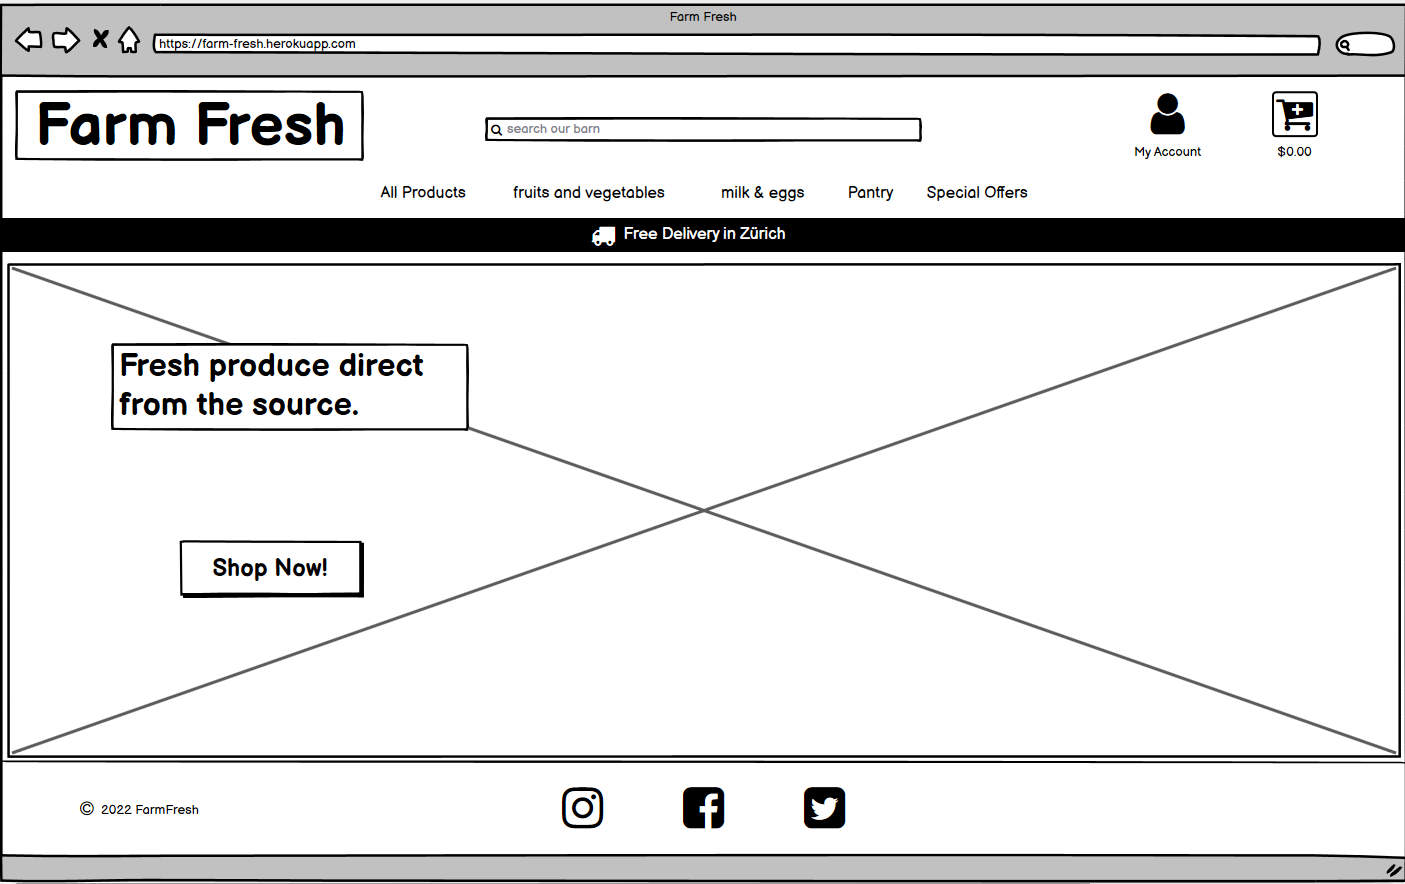 Farm Fresh
https://farm-fresh.herokuapp.com
Farm Fresh
search our barn
My Account
$0.00
All Products fruits and vegetables milk & eggs Pantry Special Offers
Free Delivery in Zürich
Fresh produce direct
from the source.
Shop Now!
© 2022 FarmFresh